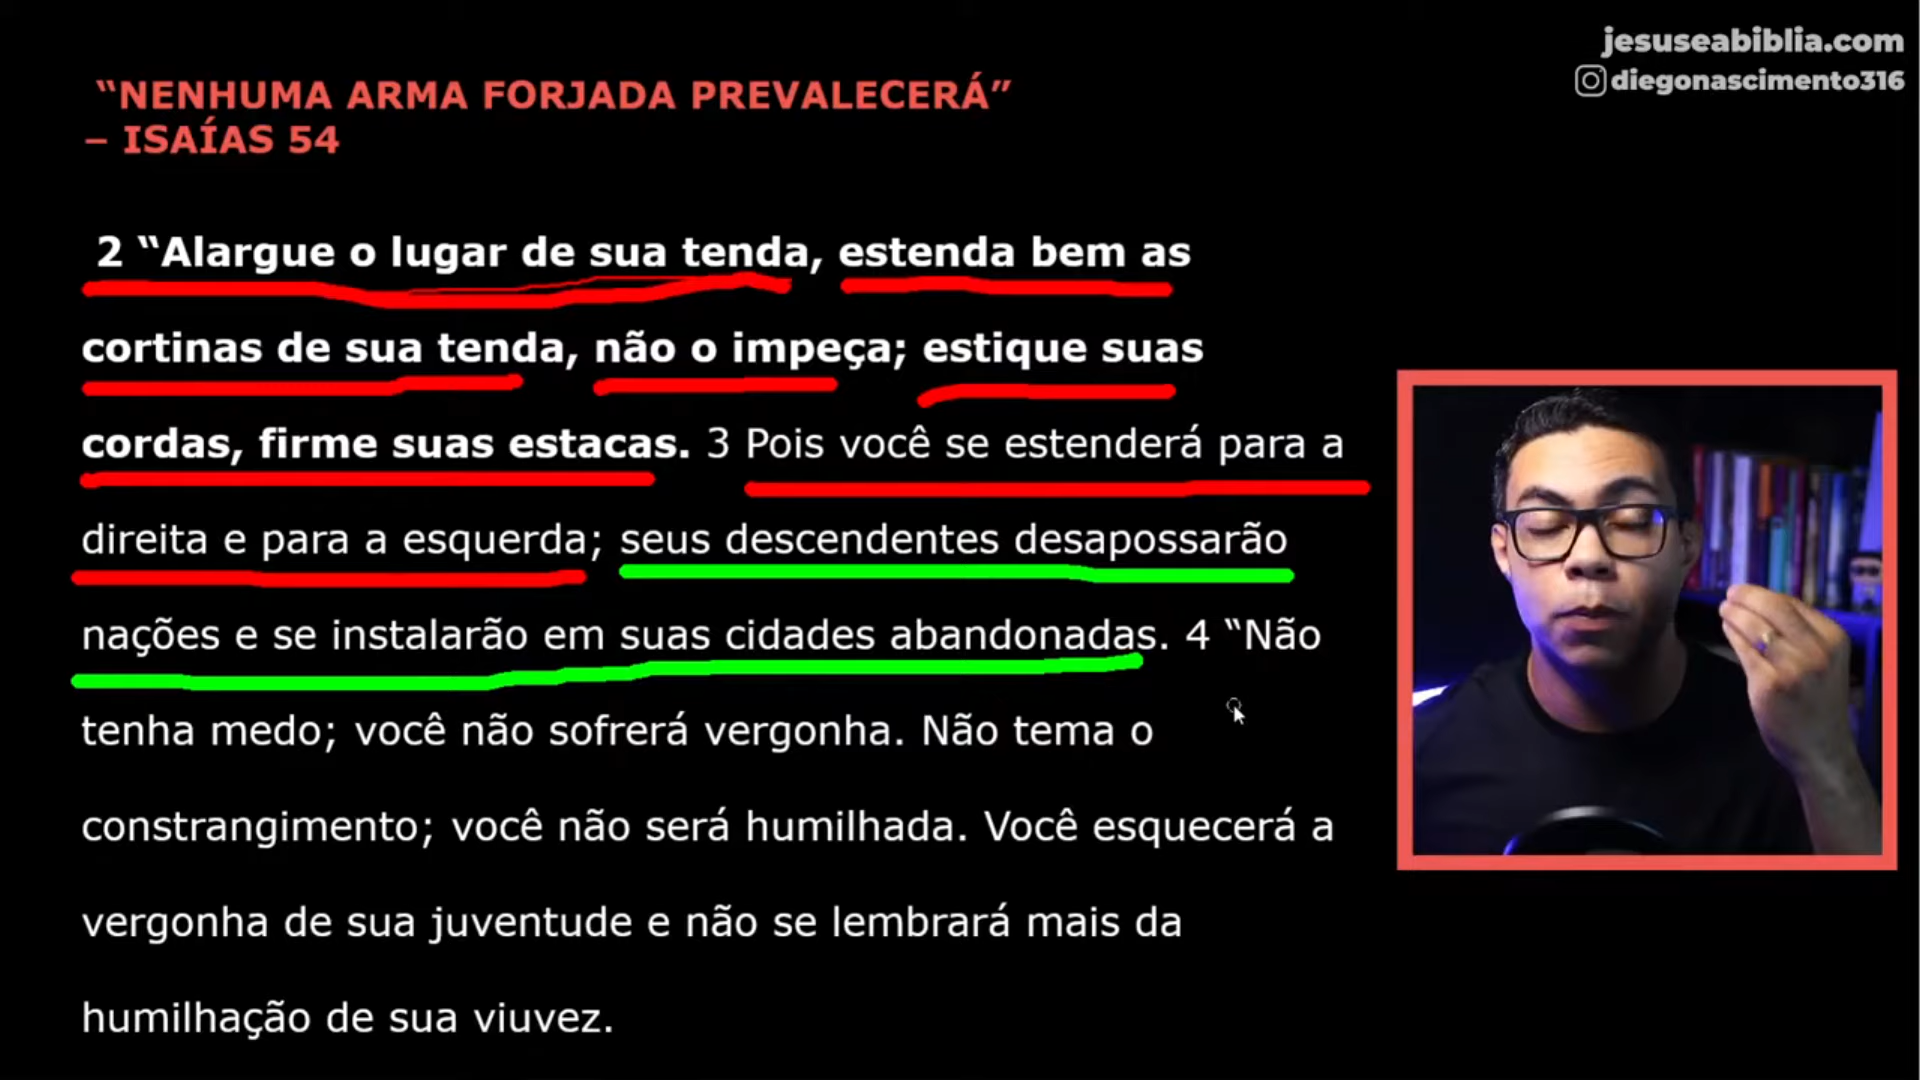 jesuseabiblia.com
diegonascimento316
“NENHUMA ARMA FORJADA PREVALECERÁ”
– ISAÍAS 54
2 “Alargue o lugar de sua tenda, estenda bem as
cortinas de sua tenda, não o impeça; estique suas
cordas, firme suas estacas. 3 Pois você se estenderá para a
direita e para a esquerda; seus descendentes desapossarão
nações e se instalarão em suas cidades abandonadas. 4 “Não
tenha medo; você não sofrerá vergonha. Não tema o
constrangimento; você não será humilhada. Você esquecerá a
vergonha de sua juventude e não se lembrará mais da
humilhação de sua viuvez.